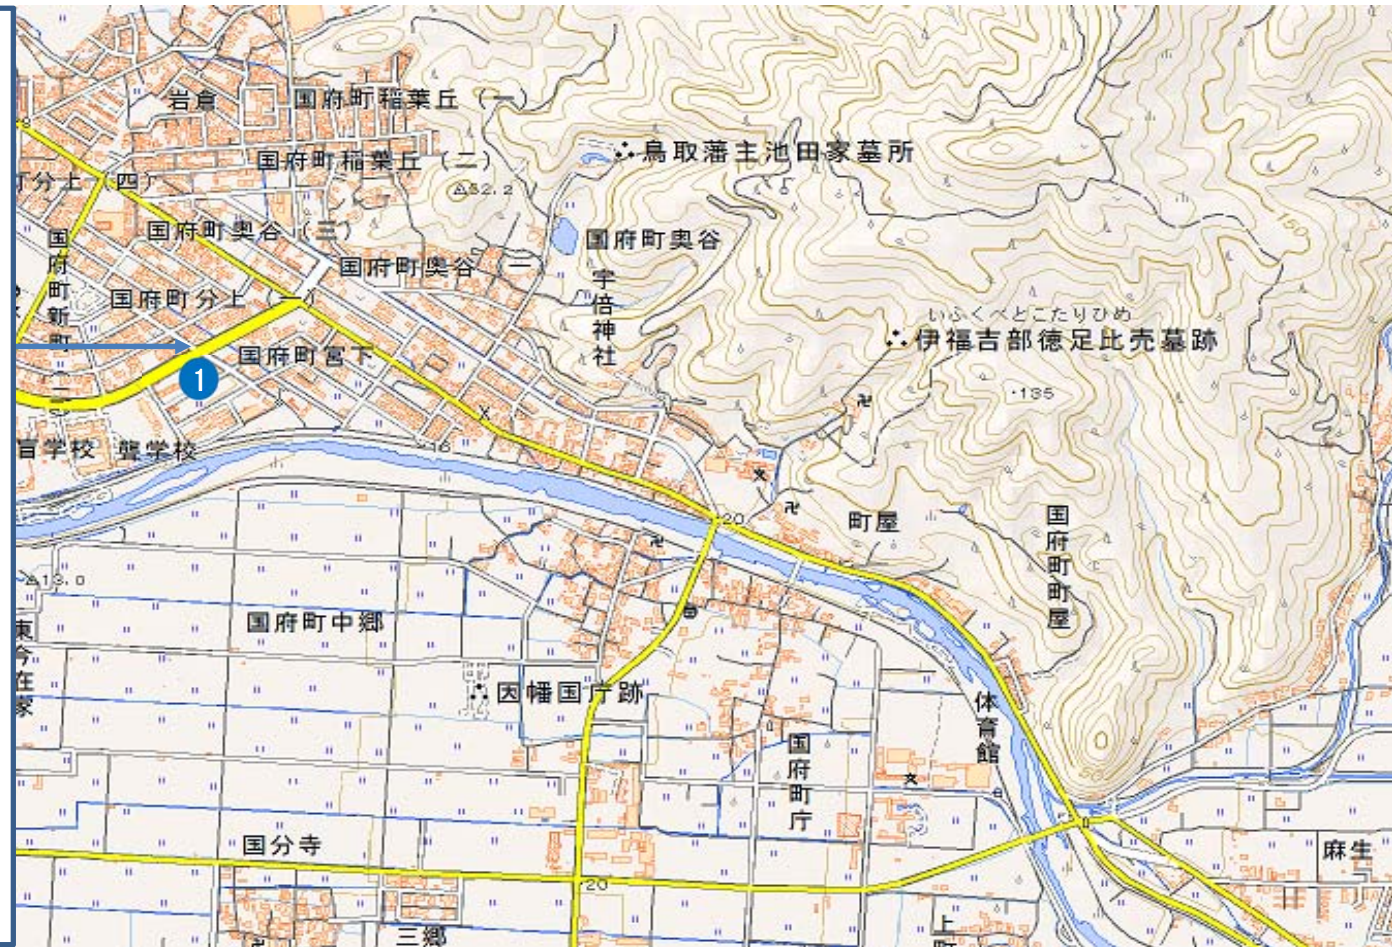 岩倉
国府町稲葉丘（一）
国府町稲葉丘（二）
鳥取藩主池田家墓所
町分上（四）
52.2
国府町奥谷（三）
国府町奥谷
国府町新町
国府町奥谷（一）
国府町分上（一）
宇倍神社
150
いふくべとこたりひめ
伊福吉部徳足比売墓跡
国府町宮下
1
135
盲学校
聾学校
16
20
町屋
国府町町屋
13.0
国府町中郷
東今在家
因幡国庁跡
体育館
国府町庁
50
国分寺
麻生
20
三郷
上町